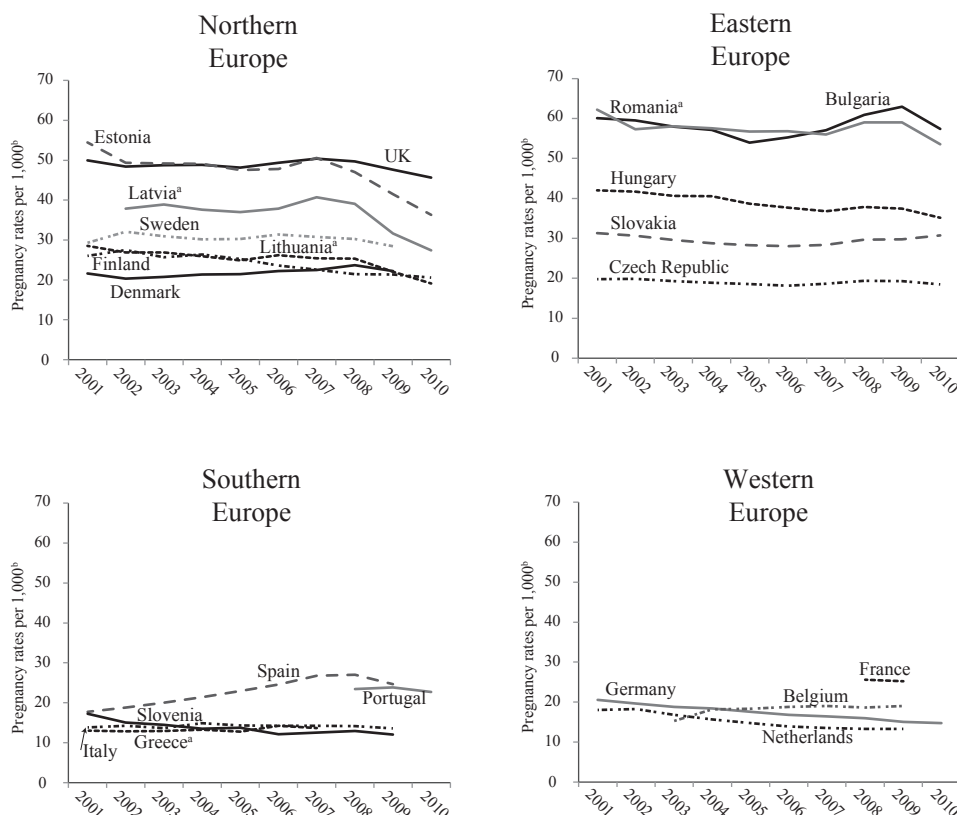 Northern
Europe
Pregnancy rates per 1,000ᵇ
70
60
50
40
30
20
10
0
Estonia
UK
Latviaᵃ
Sweden
Lithuaniaᵃ
Finland
Denmark
2001 2002 2003 2004 2005 2006 2007 2008 2009 2010
Eastern
Europe
Pregnancy rates per 1,000ᵇ
70
60
50
40
30
20
10
0
Romaniaᵃ
Bulgaria
Hungary
Slovakia
Czech Republic
2001 2002 2003 2004 2005 2006 2007 2008 2009 2010
Southern
Europe
Pregnancy rates per 1,000ᵇ
70
60
50
40
30
20
10
0
Spain
Portugal
Slovenia
Italy
Greeceᵃ
2001 2002 2003 2004 2005 2006 2007 2008 2009 2010
Western
Europe
Pregnancy rates per 1,000ᵇ
70
60
50
40
30
20
10
0
France
Germany
Belgium
Netherlands
2001 2002 2003 2004 2005 2006 2007 2008 2009 2010